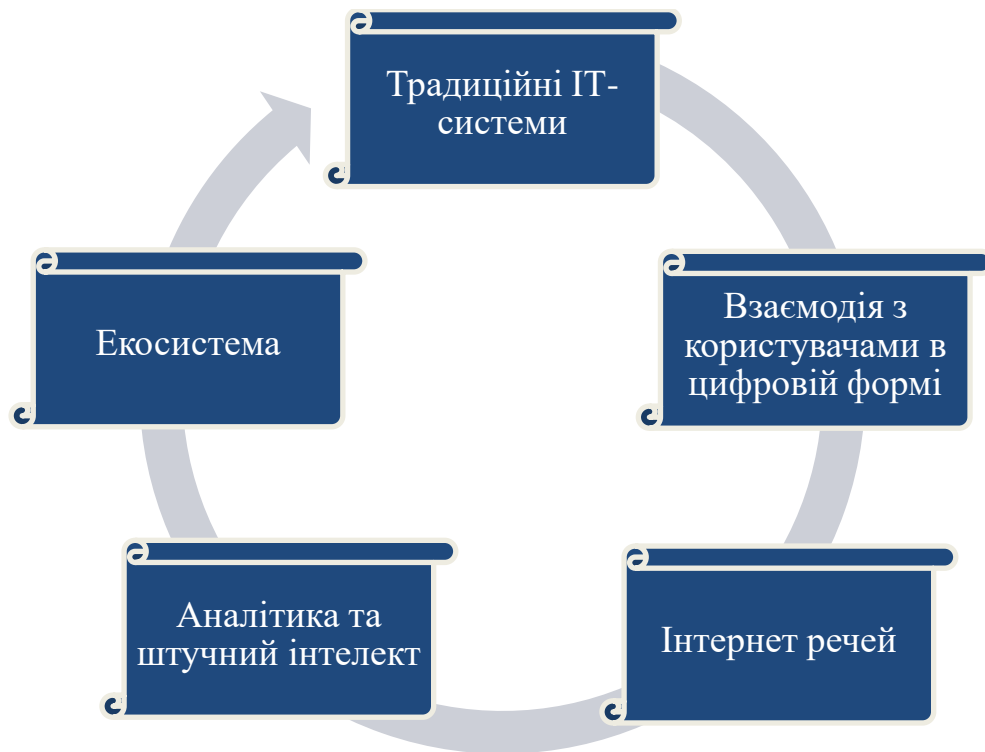 Традиційні ІТ-
системи
Взаємодія з
користувачами в
цифровій формі
Інтернет речей
Аналітика та
штучний інтелект
Екосистема